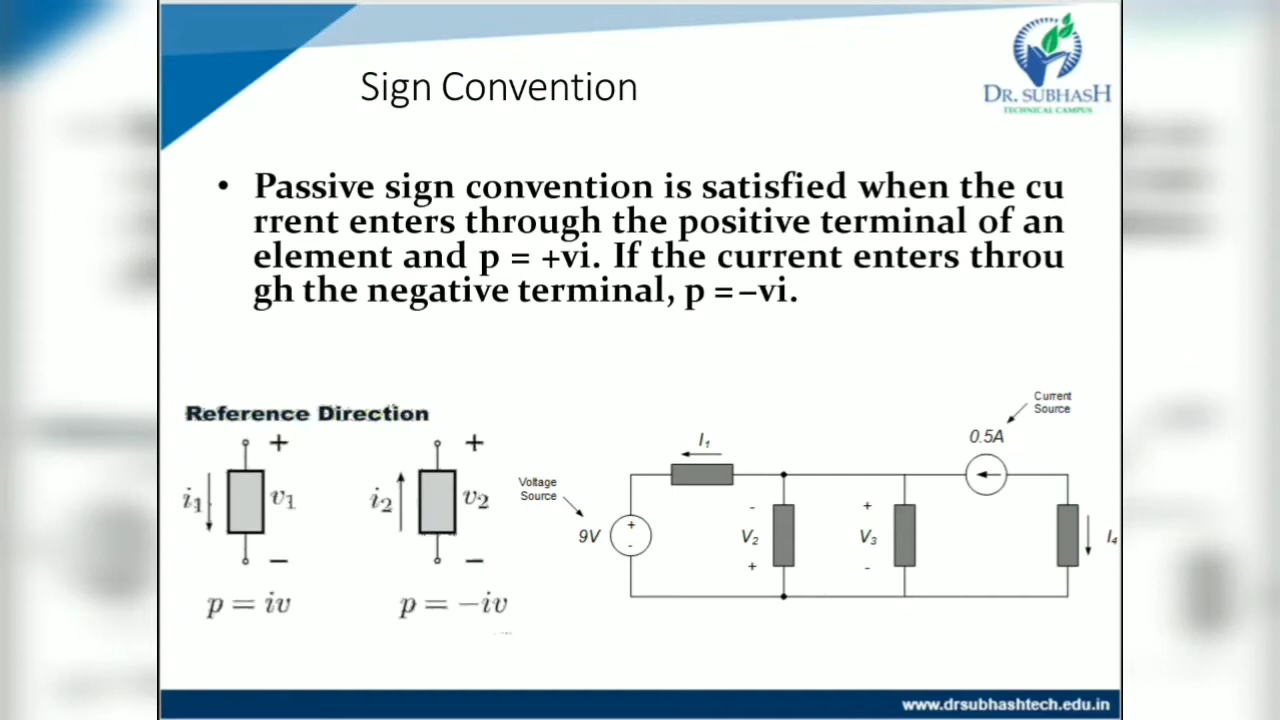 Sign Convention
DR. SUBHASH
TECHNICAL CAMPUS
• Passive sign convention is satisfied when the cu
rrent enters through the positive terminal of an
element and p = +vi. If the current enters throu
gh the negative terminal, p =–vi.
Reference Direction
+
i1
v1
−
p = iv
+
i2
v2
−
p = −iv
Voltage
Source
9V
+
-
I1
-
V2
+
+
V3
-
0.5A
Current
Source
I4
www.drsubhashtech.edu.in